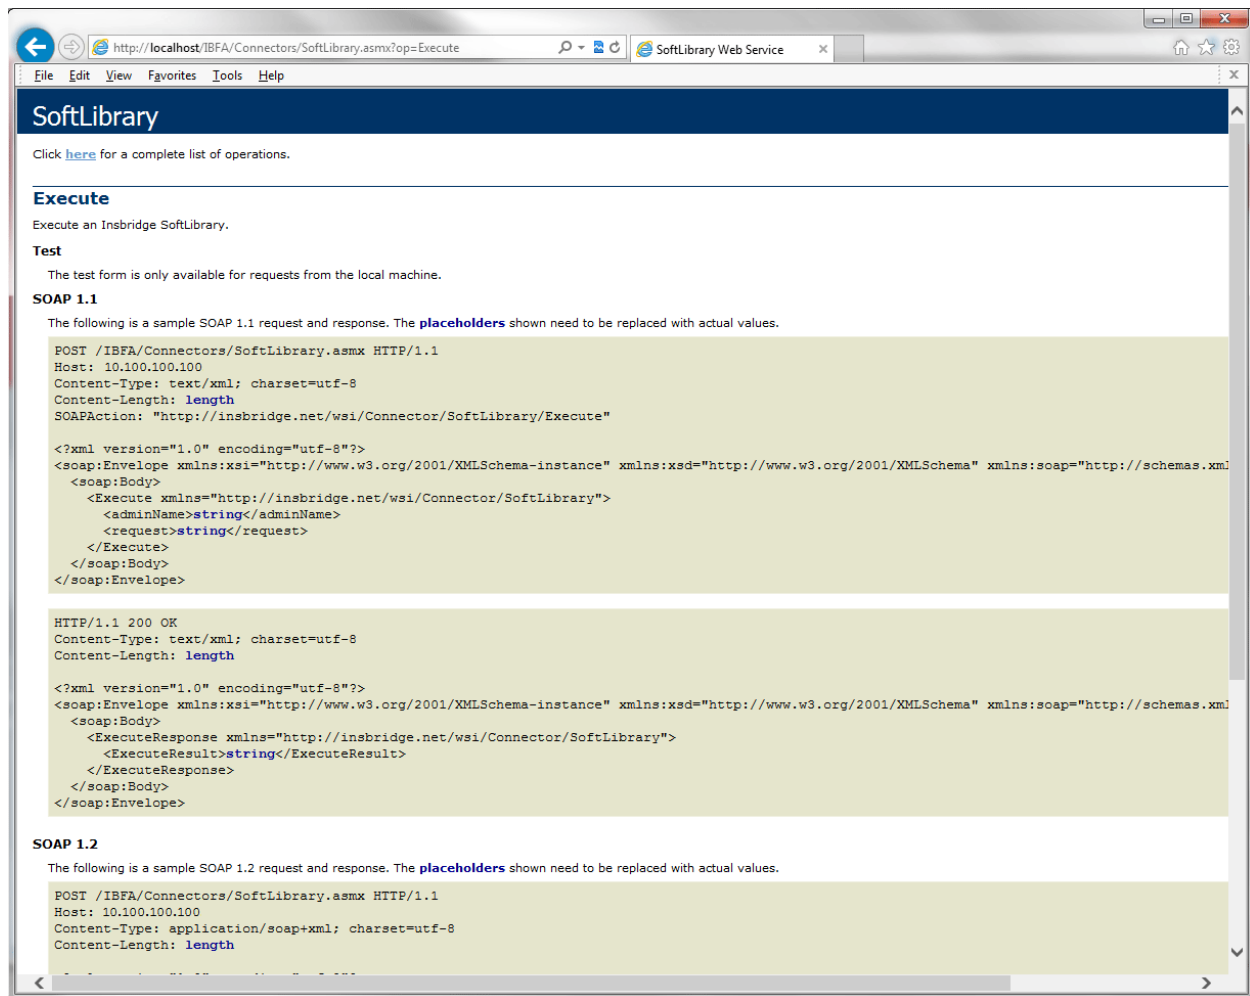 http://localhost/IBFA/Connectors/SoftLibrary.asmx?op=Execute
SoftLibrary Web Service
File Edit View Favorites Tools Help
SoftLibrary
Click here for a complete list of operations.
Execute
Execute an Insbridge SoftLibrary.
Test
The test form is only available for requests from the local machine.
SOAP 1.1
The following is a sample SOAP 1.1 request and response. The placeholders shown need to be replaced with actual values.
POST /IBFA/Connectors/SoftLibrary.asmx HTTP/1.1
Host: 10.100.100.100
Content-Type: text/xml; charset=utf-8
Content-Length: length
SOAPAction: "http://insbridge.net/wsi/Connector/SoftLibrary/Execute"
<?xml version="1.0" encoding="utf-8"?>
<soap:Envelope xmlns:xsi="http://www.w3.org/2001/XMLSchema-instance" xmlns:xsd="http://www.w3.org/2001/XMLSchema" xmlns:soap="http://schemas.xml
<soap:Body>
<Execute xmlns="http://insbridge.net/wsi/Connector/SoftLibrary">
<adminName>string</adminName>
<request>string</request>
</Execute>
</soap:Body>
</soap:Envelope>
HTTP/1.1 200 OK
Content-Type: text/xml; charset=utf-8
Content-Length: length
<?xml version="1.0" encoding="utf-8"?>
<soap:Envelope xmlns:xsi="http://www.w3.org/2001/XMLSchema-instance" xmlns:xsd="http://www.w3.org/2001/XMLSchema" xmlns:soap="http://schemas.xml
<soap:Body>
<ExecuteResponse xmlns="http://insbridge.net/wsi/Connector/SoftLibrary">
<ExecuteResult>string</ExecuteResult>
</ExecuteResponse>
</soap:Body>
</soap:Envelope>
SOAP 1.2
The following is a sample SOAP 1.2 request and response. The placeholders shown need to be replaced with actual values.
POST /IBFA/Connectors/SoftLibrary.asmx HTTP/1.1
Host: 10.100.100.100
Content-Type: application/soap+xml; charset=utf-8
Content-Length: length